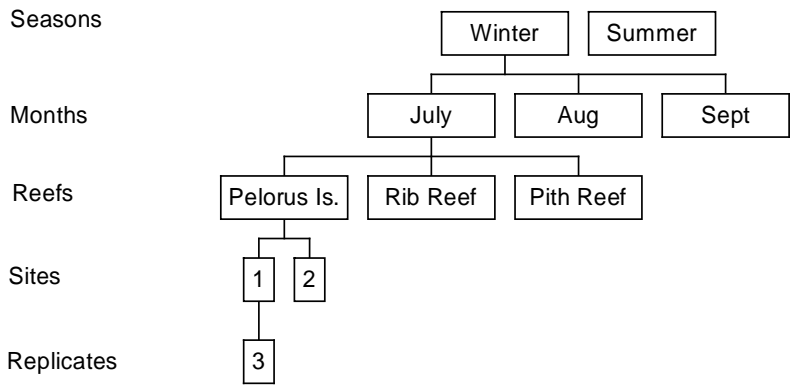 Seasons Winter Summer
Months July Aug Sept
Reefs Pelorus Is. Rib Reef Pith Reef
Sites 1 2
Replicates 3